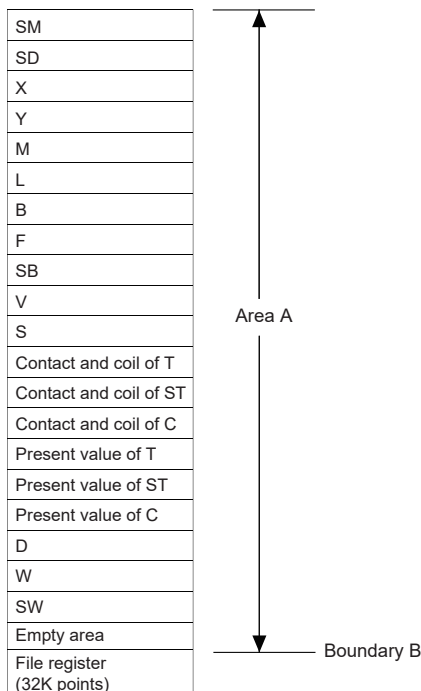 SM
SD
X
Y
M
L
B
F
SB
V
S
Contact and coil of T
Contact and coil of ST
Contact and coil of C
Present value of T
Present value of ST
Present value of C
D
W
SW
Empty area
File register
(32K points)
Area A
Boundary B